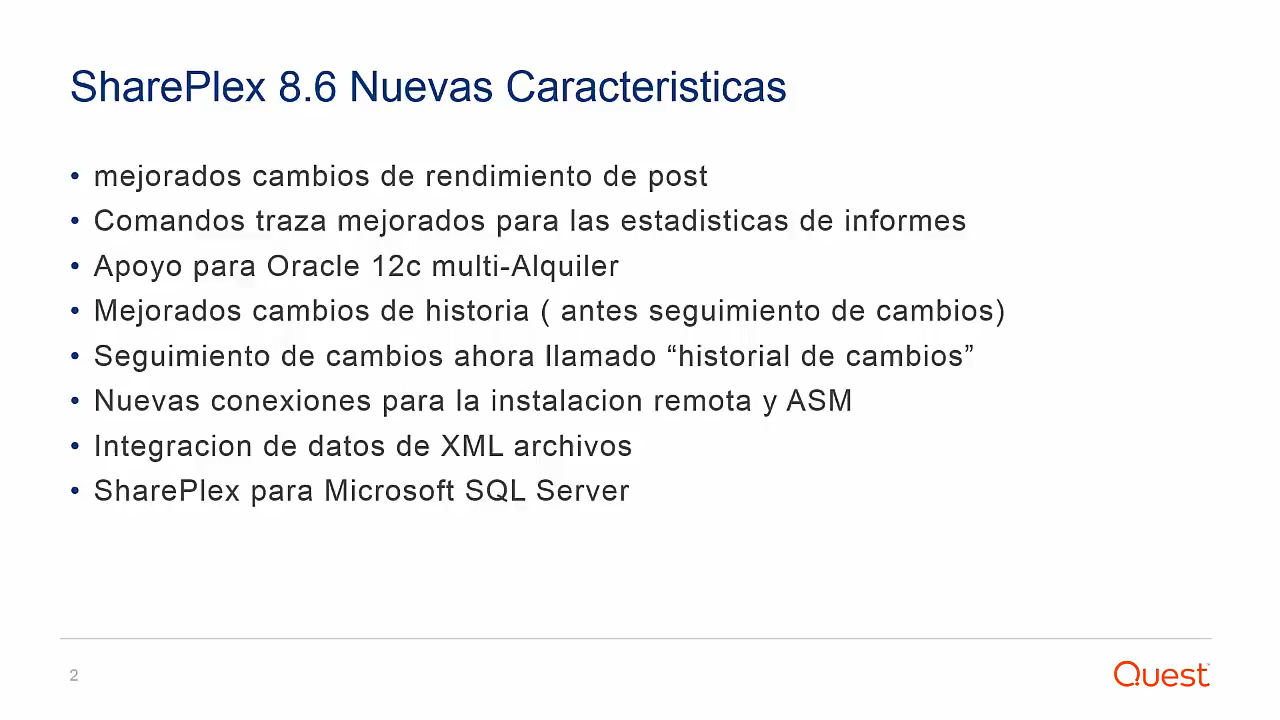 SharePlex 8.6 Nuevas Caracteristicas
• mejorados cambios de rendimiento de post
• Comandos traza mejorados para las estadisticas de informes
• Apoyo para Oracle 12c multi-Alquiler
• Mejorados cambios de historia ( antes seguimiento de cambios)
• Seguimiento de cambios ahora llamado “historial de cambios”
• Nuevas conexiones para la instalacion remota y ASM
• Integracion de datos de XML archivos
• SharePlex para Microsoft SQL Server
2
Quest